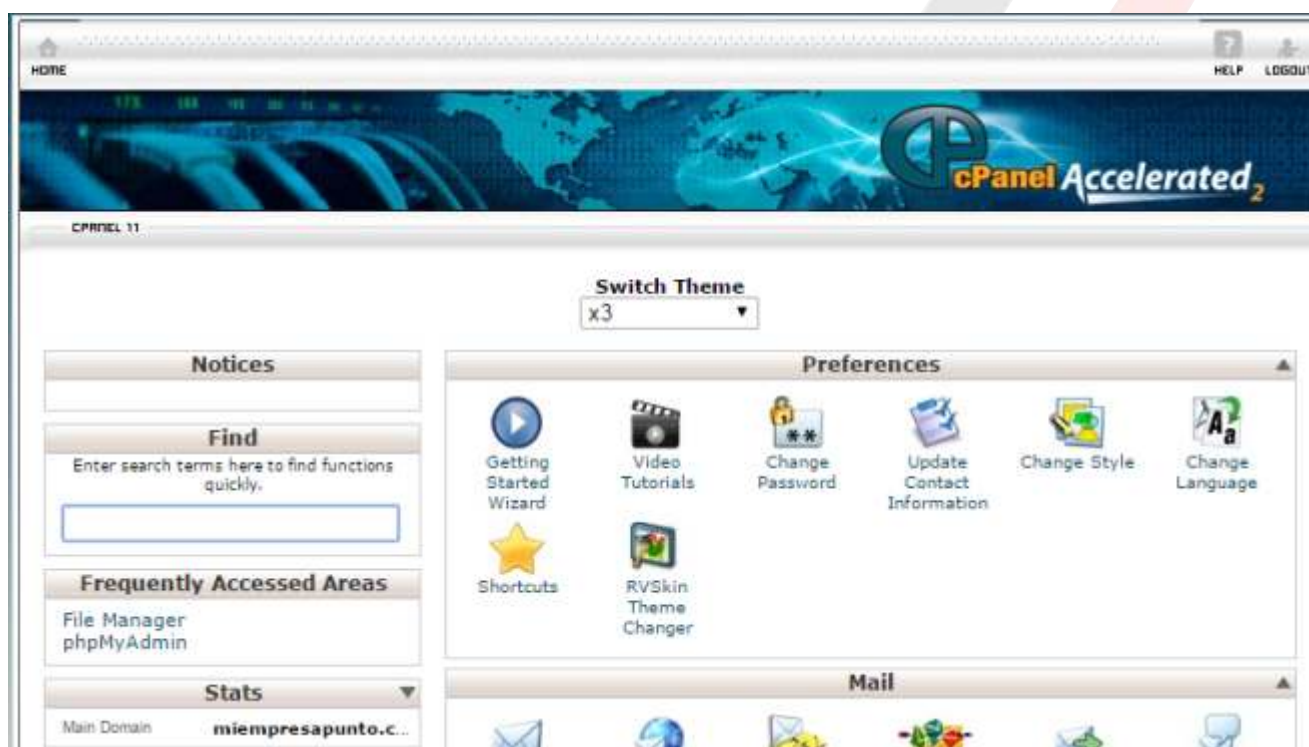 HOME
HELP
LOGOUT
cPanel Accelerated2
CPANEL 11
Switch Theme
x3
Notices
Find
Enter search terms here to find functions
quickly.
Frequently Accessed Areas
File Manager
phpMyAdmin
Stats
Main Domain
miempresapunto.c...
Preferences
Getting
Started
Wizard
Video
Tutorials
Change
Password
Update
Contact
Information
Change Style
Change
Language
Shortcuts
RVSkin
Theme
Changer
Mail